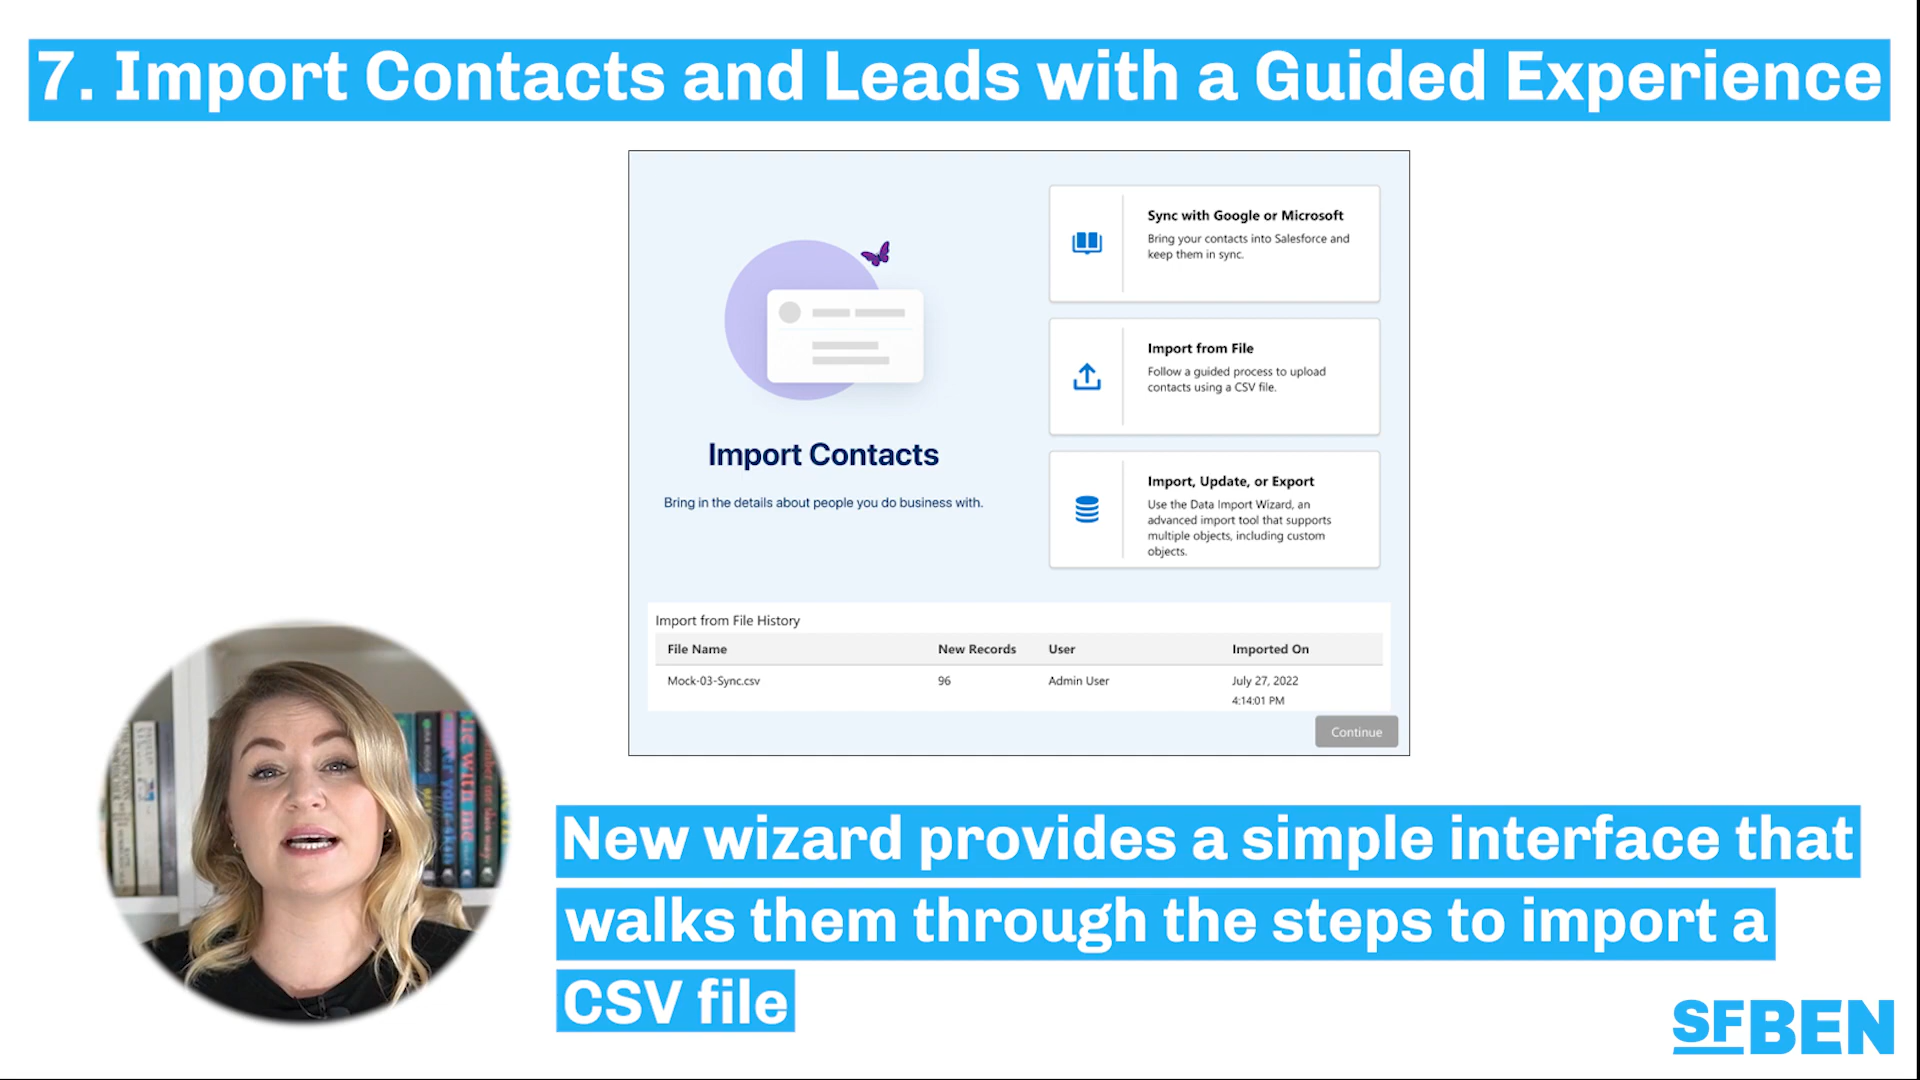 7. Import Contacts and Leads with a Guided Experience
Sync with Google or Microsoft
Bring your contacts into Salesforce and
keep them in sync.
Import from File
Follow a guided process to upload
contacts using a CSV file.
Import Contacts
Bring in the details about people you do business with.
Import, Update, or Export
Use the Data Import Wizard, an
advanced import tool that supports
multiple objects, including custom
objects.
Import from File History
File Name New Records User Imported On
Mock-03-Sync.csv 96 Admin User July 27, 2022
4:14:01 PM
Continue
New wizard provides a simple interface that
walks them through the steps to import a
CSV file
SFBEN